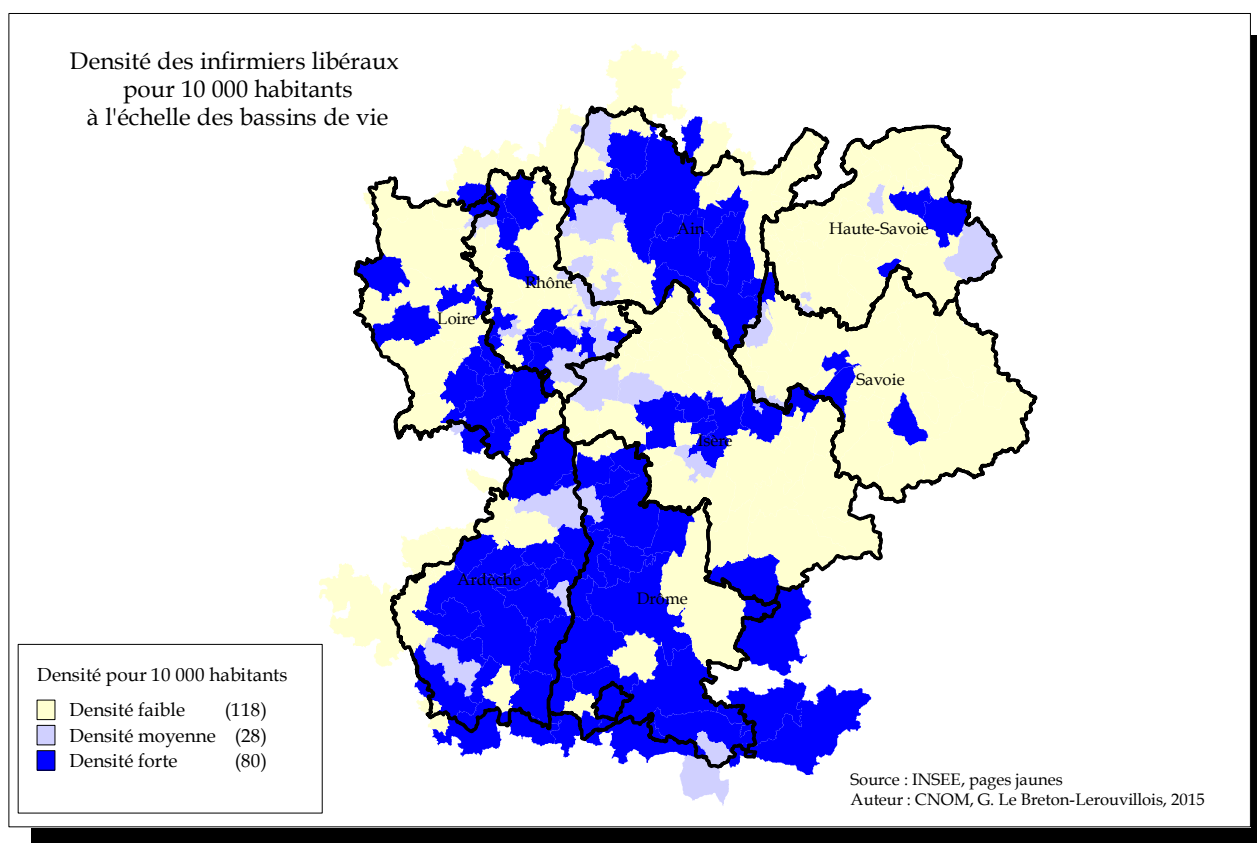 Densité des infirmiers libéraux
pour 10 000 habitants
à l'échelle des bassins de vie
Ain
Haute-Savoie
Rhône
Loire
Savoie
Isère
Ardèche
Drôme
Densité pour 10 000 habitants
Densité faible (118)
Densité moyenne (28)
Densité forte (80)
Source : INSEE, pages jaunes
Auteur : CNOM, G. Le Breton-Lerouvillois, 2015